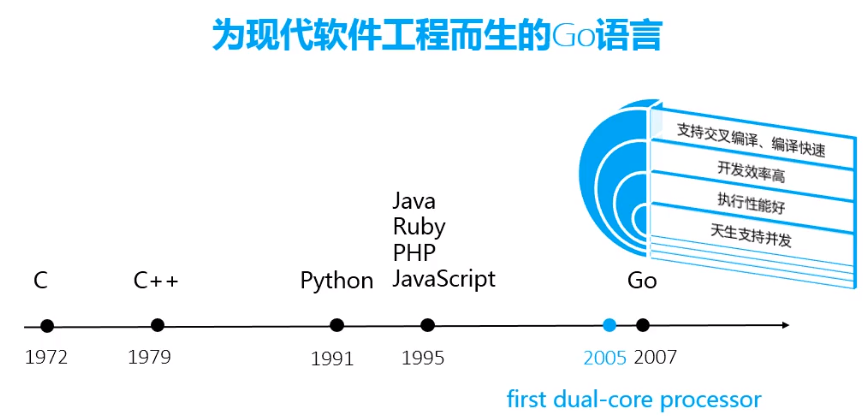 为现代软件工程而生的Go语言
支持交叉编译、编译快速
开发效率高
执行性能好
天生支持并发
Java
Ruby
PHP
JavaScript
C
C++
Python
Go
1972
1979
1991
1995
2005
2007
first dual-core processor